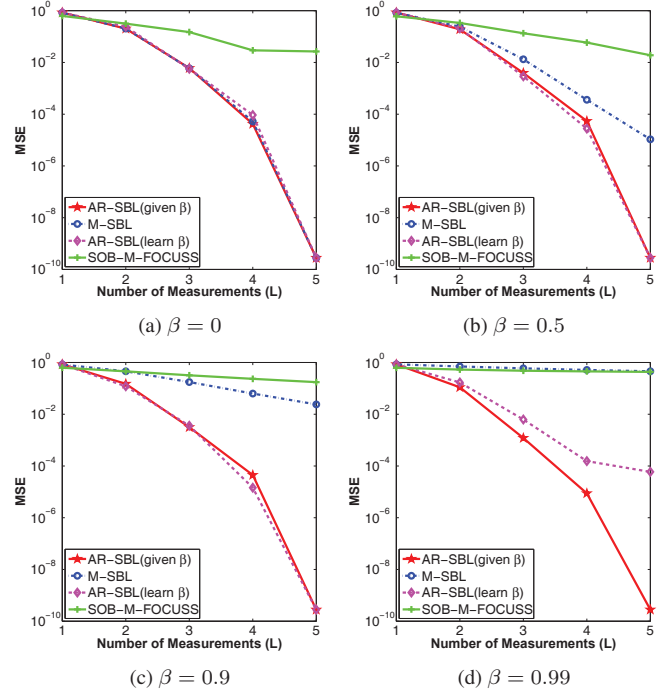 10^0
10^-2
10^-4
10^-6
10^-8
10^-10
MSE
AR-SBL(given β)
M-SBL
AR-SBL(learn β)
SOB-M-FOCUSS
1 2 3 4 5
Number of Measurements (L)
(a) β = 0
10^0
10^-2
10^-4
10^-6
10^-8
10^-10
MSE
AR-SBL(given β)
M-SBL
AR-SBL(learn β)
SOB-M-FOCUSS
1 2 3 4 5
Number of Measurements (L)
(b) β = 0.5
10^0
10^-2
10^-4
10^-6
10^-8
10^-10
MSE
AR-SBL(given β)
M-SBL
AR-SBL(learn β)
SOB-M-FOCUSS
1 2 3 4 5
Number of Measurements (L)
(c) β = 0.9
10^0
10^-2
10^-4
10^-6
10^-8
10^-10
MSE
AR-SBL(given β)
M-SBL
AR-SBL(learn β)
SOB-M-FOCUSS
1 2 3 4 5
Number of Measurements (L)
(d) β = 0.99